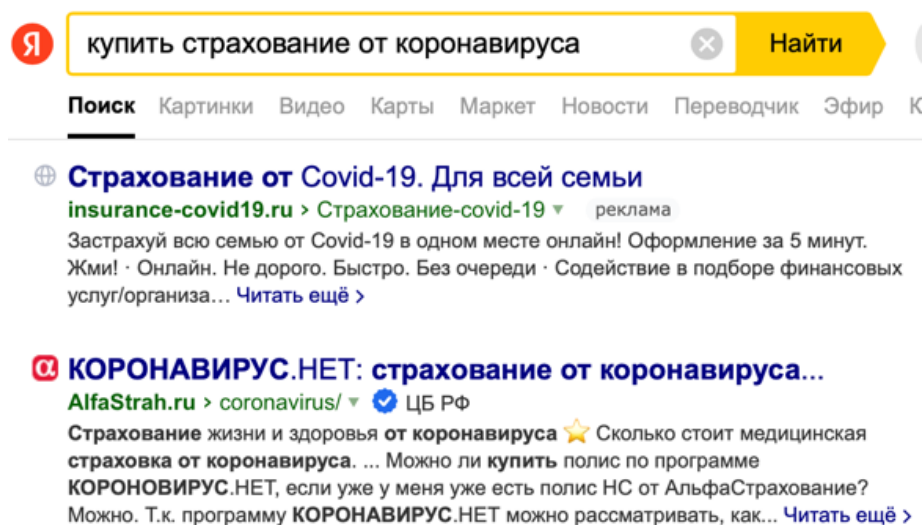 Я купить страхование от коронавируса Найти
Поиск Картинки Видео Карты Маркет Новости Переводчик Эфир
Страхование от Covid-19. Для всей семьи
insurance-covid19.ru › Страхование-covid-19 реклама
Застрахуй всю семью от Covid-19 в одном месте онлайн! Оформление за 5 минут.
Жми! · Онлайн. Не дорого. Быстро. Без очереди · Содействие в подборе финансовых
услуг/организа... Читать ещё ›
α КОРОНАВИРУС.НЕТ: страхование от коронавируса...
AlfaStrah.ru › coronavirus/ ЦБ РФ
Страхование жизни и здоровья от коронавируса ⭐ Сколько стоит медицинская
страховка от коронавируса. ... Можно ли купить полис по программе
КОРОНОВИРУС.НЕТ, если уже у меня уже есть полис НС от АльфаСтрахование?
Можно. Т.к. программу КОРОНАВИРУС.НЕТ можно рассматривать, как... Читать ещё ›